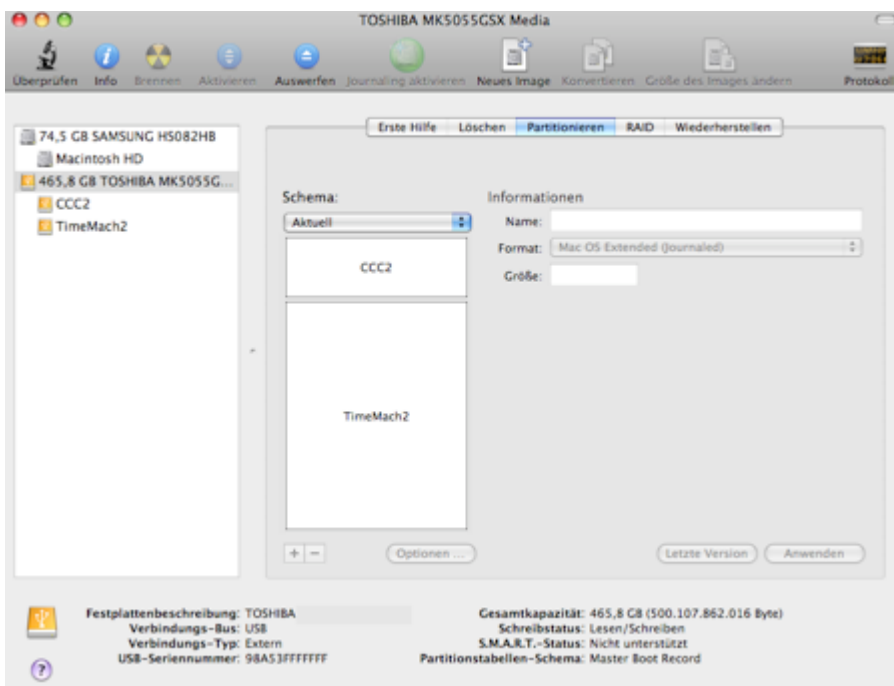 TOSHIBA MK5055GSX Media
Überprüfen Info Brennen Aktivieren Auswerfen Journaling aktivieren Neues Image Konvertieren Größe des Images ändern Protokoll
Erste Hilfe Löschen Partitionieren RAID Wiederherstellen
74,5 GB SAMSUNG HS082HB
Macintosh HD
465,8 GB TOSHIBA MK5055G...
CCC2
TimeMach2
Schema:
Aktuell
CCC2
TimeMach2
+ −
Optionen ...
Informationen
Name:
Format: Mac OS Extended (Journaled)
Größe:
Letzte Version Anwenden
Festplattenbeschreibung: TOSHIBA
Verbindungs-Bus: USB
Verbindungs-Typ: Extern
USB-Seriennummer: 98A53FFFFFFF
Gesamtkapazität: 465,8 GB (500.107.862.016 Byte)
Schreibstatus: Lesen/Schreiben
S.M.A.R.T.-Status: Nicht unterstützt
Partitionstabellen-Schema: Master Boot Record
?